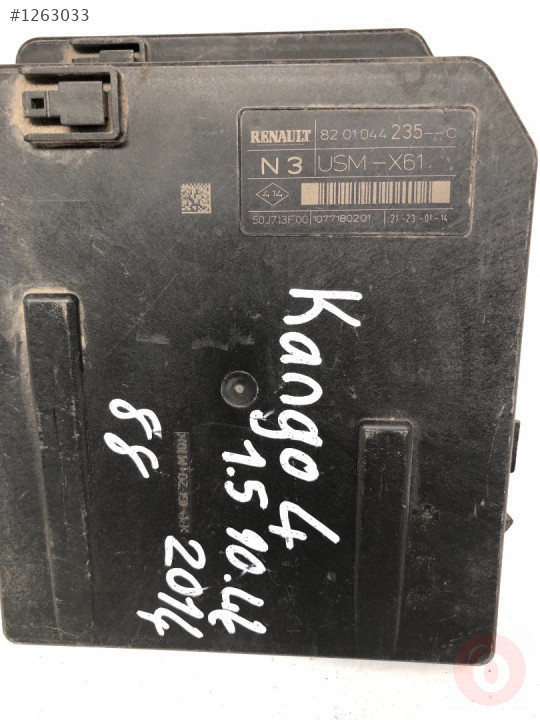 #1263033
RENAULT 82 01 044 235--C
N3 USM-X61
414
50J713F00 1077180201 21-23-01-14
Kango 4
1.5 90.lık
2014
88